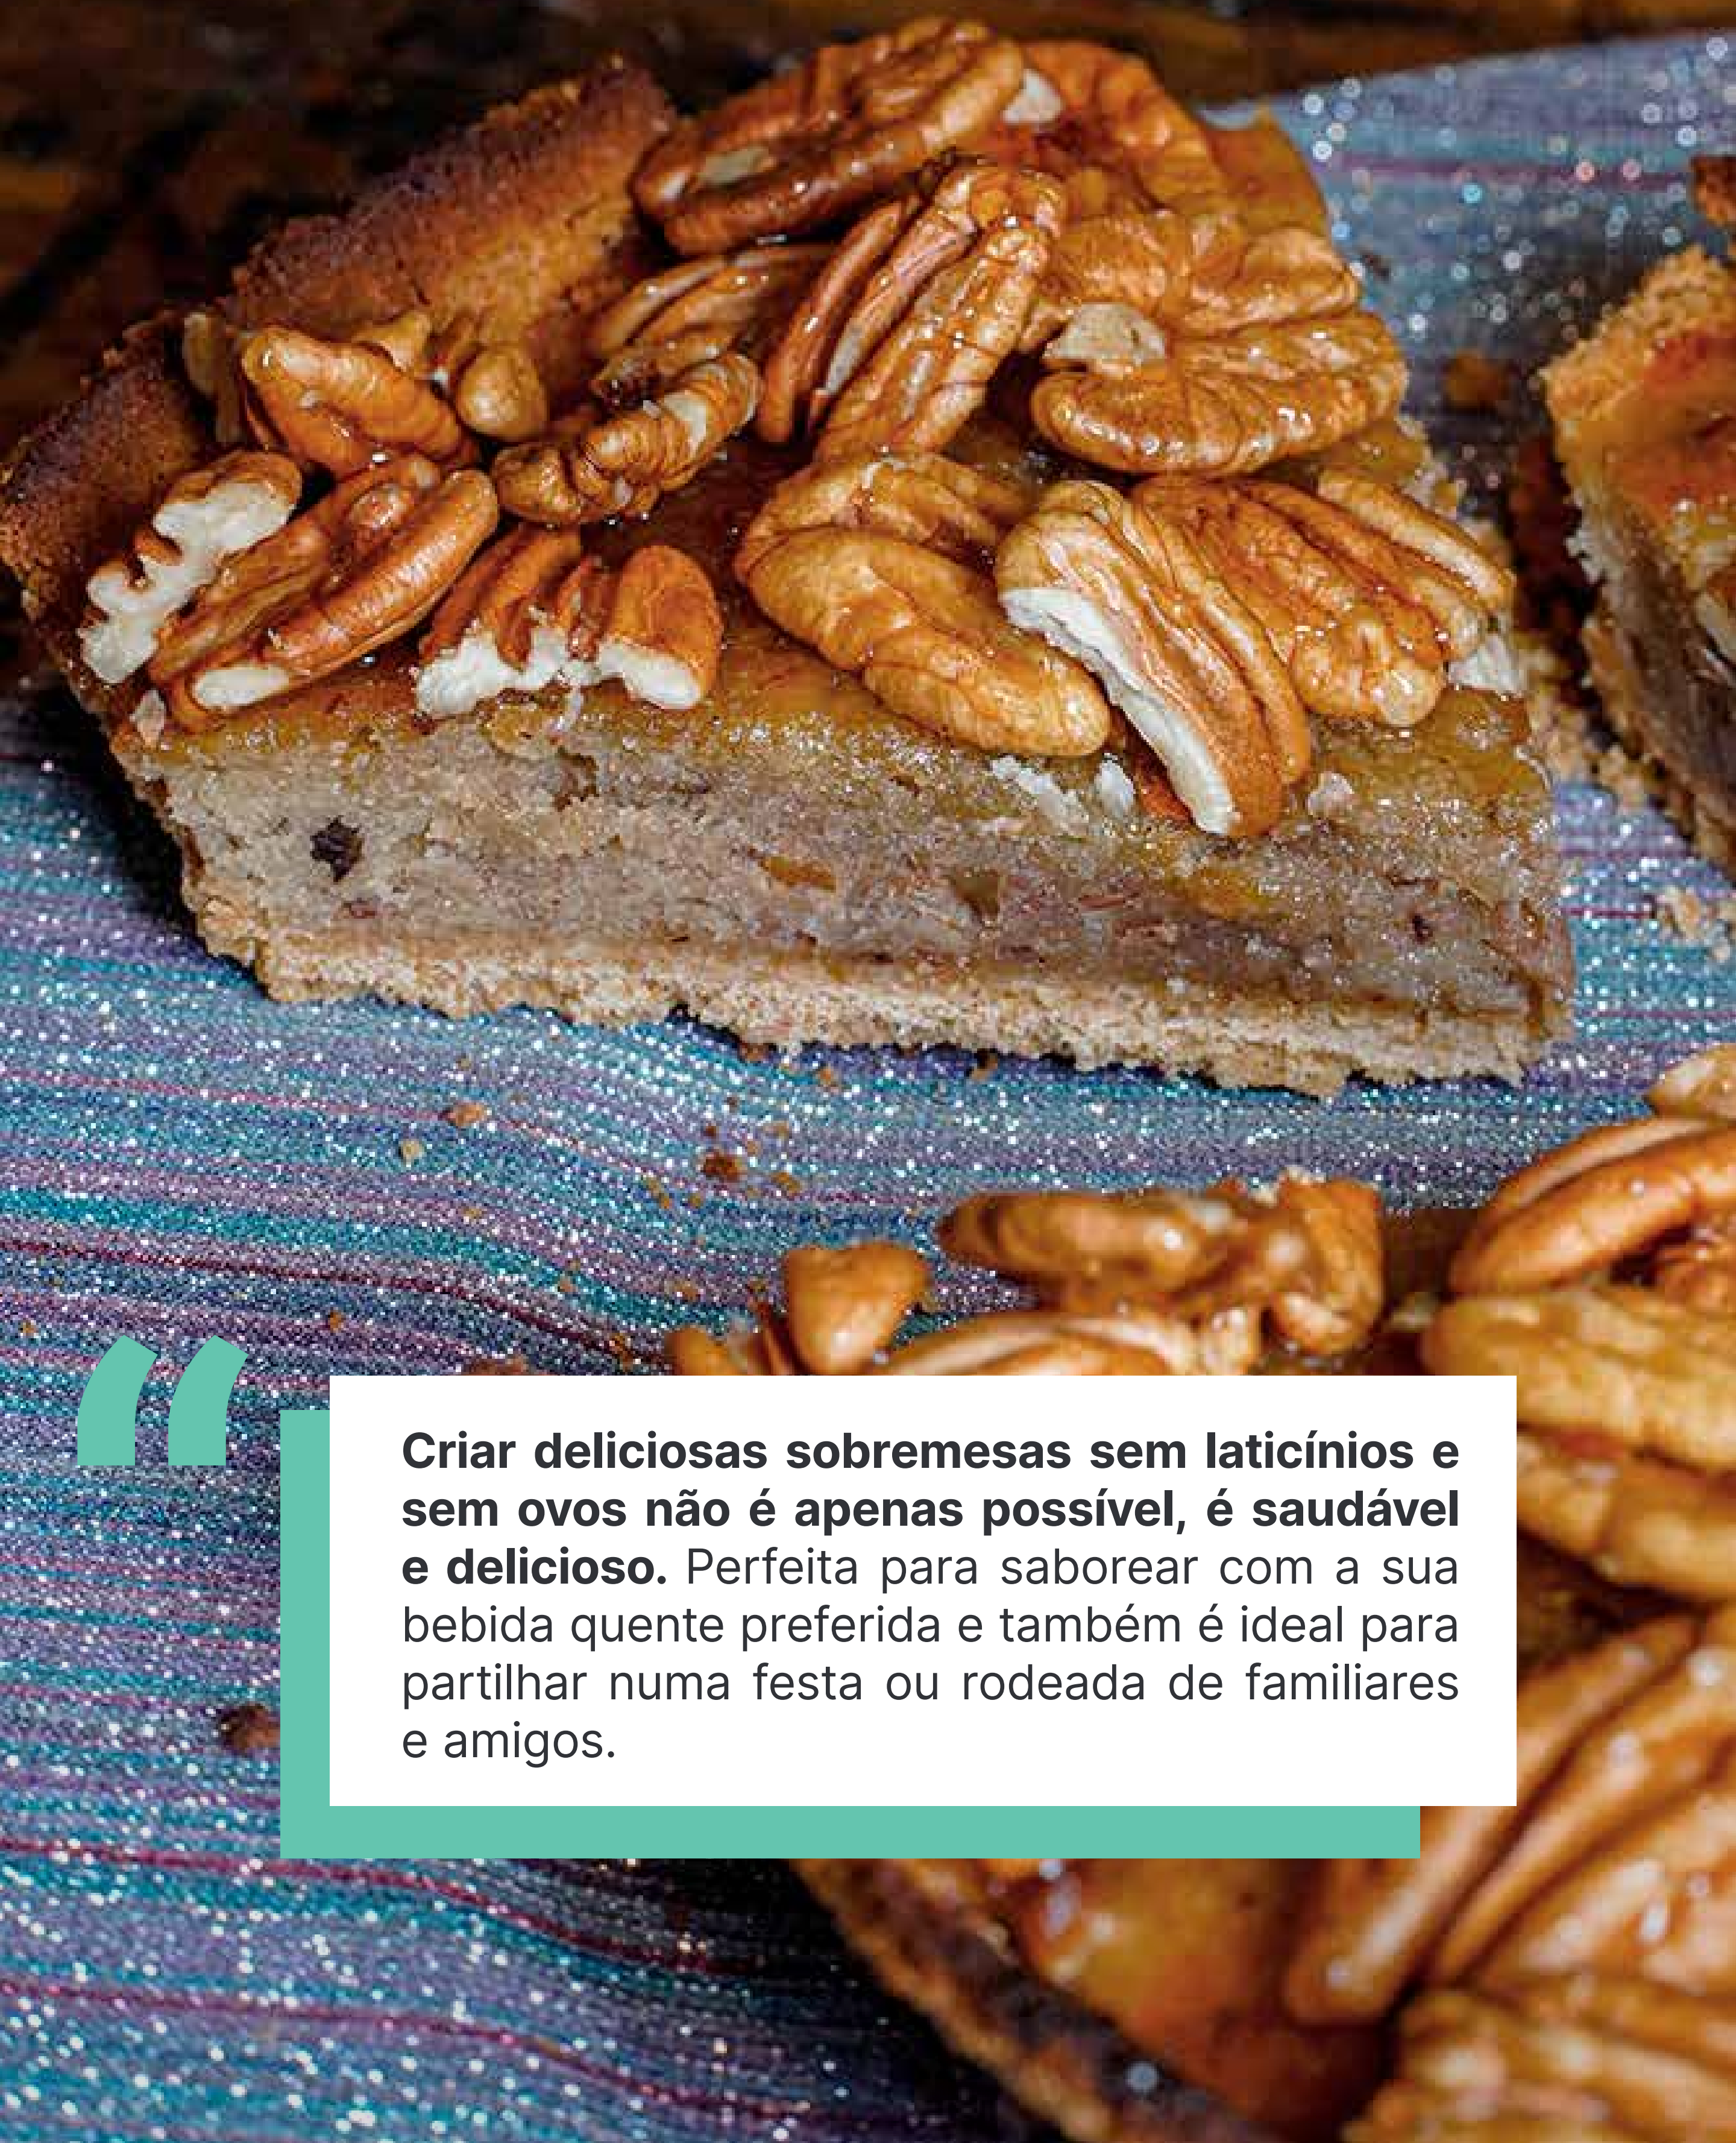 “
Criar deliciosas sobremesas sem laticínios e
sem ovos não é apenas possível, é saudável
e delicioso. Perfeita para saborear com a sua
bebida quente preferida e também é ideal para
partilhar numa festa ou rodeada de familiares
e amigos.